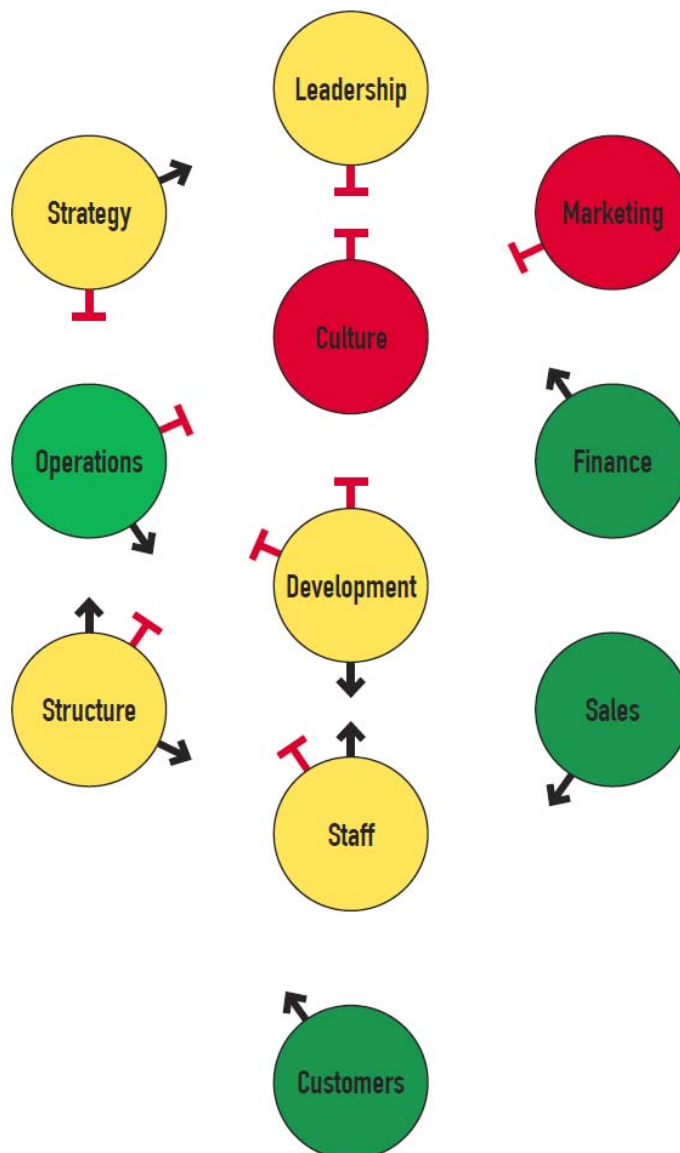 Leadership
Strategy
Marketing
Culture
Operations
Finance
Development
Structure
Sales
Staff
Customers